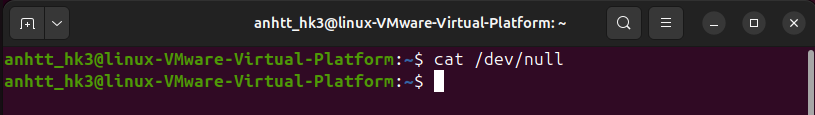 anhtt_hk3@linux-VMware-Virtual-Platform: ~
anhtt_hk3@linux-VMware-Virtual-Platform:~$ cat /dev/null
anhtt_hk3@linux-VMware-Virtual-Platform:~$